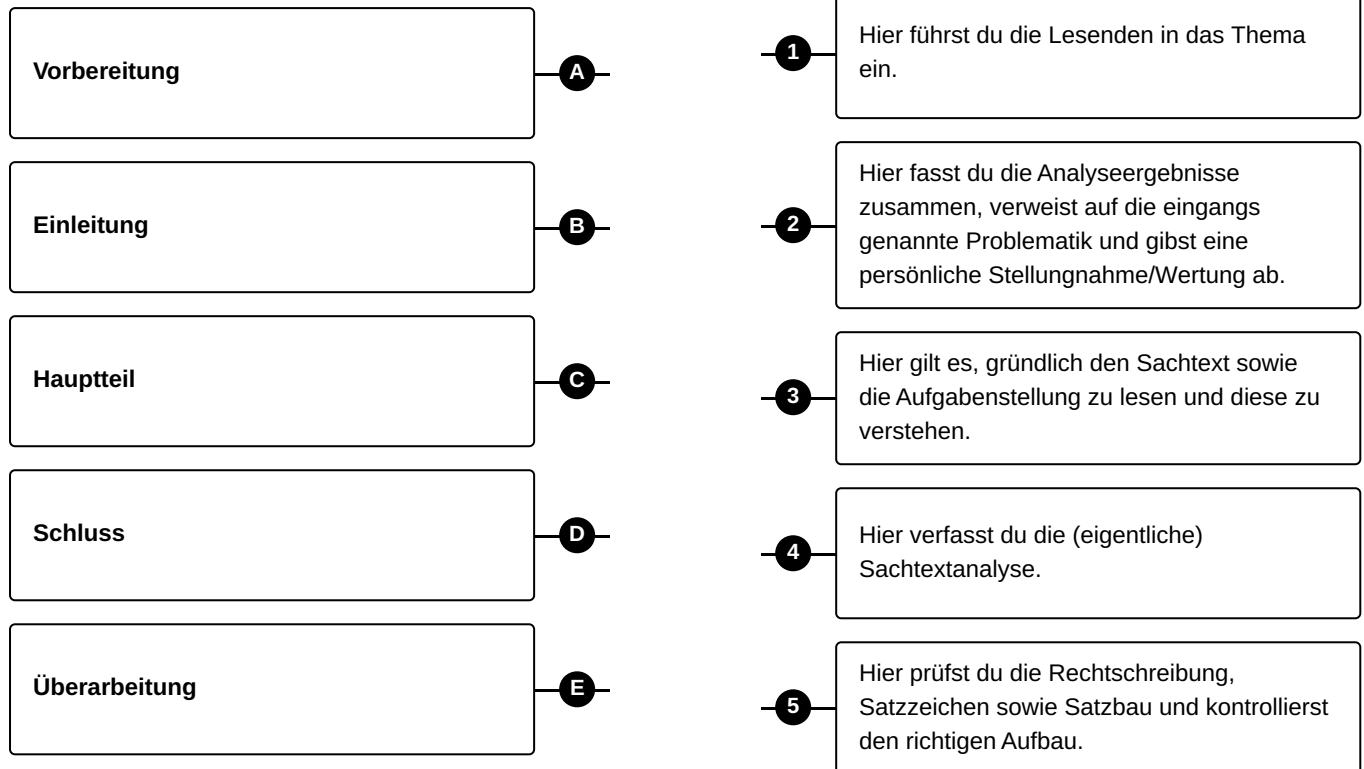 Vorbereitung
A
Einleitung
B
Hauptteil
C
Schluss
D
Überarbeitung
E
1
Hier führst du die Lesenden in das Thema
ein.
2
Hier fasst du die Analyseergebnisse
zusammen, verweist auf die eingangs
genannte Problematik und gibst eine
persönliche Stellungnahme/Wertung ab.
3
Hier gilt es, gründlich den Sachtext sowie
die Aufgabenstellung zu lesen und diese zu
verstehen.
4
Hier verfasst du die (eigentliche)
Sachtextanalyse.
5
Hier prüfst du die Rechtschreibung,
Satzzeichen sowie Satzbau und kontrollierst
den richtigen Aufbau.